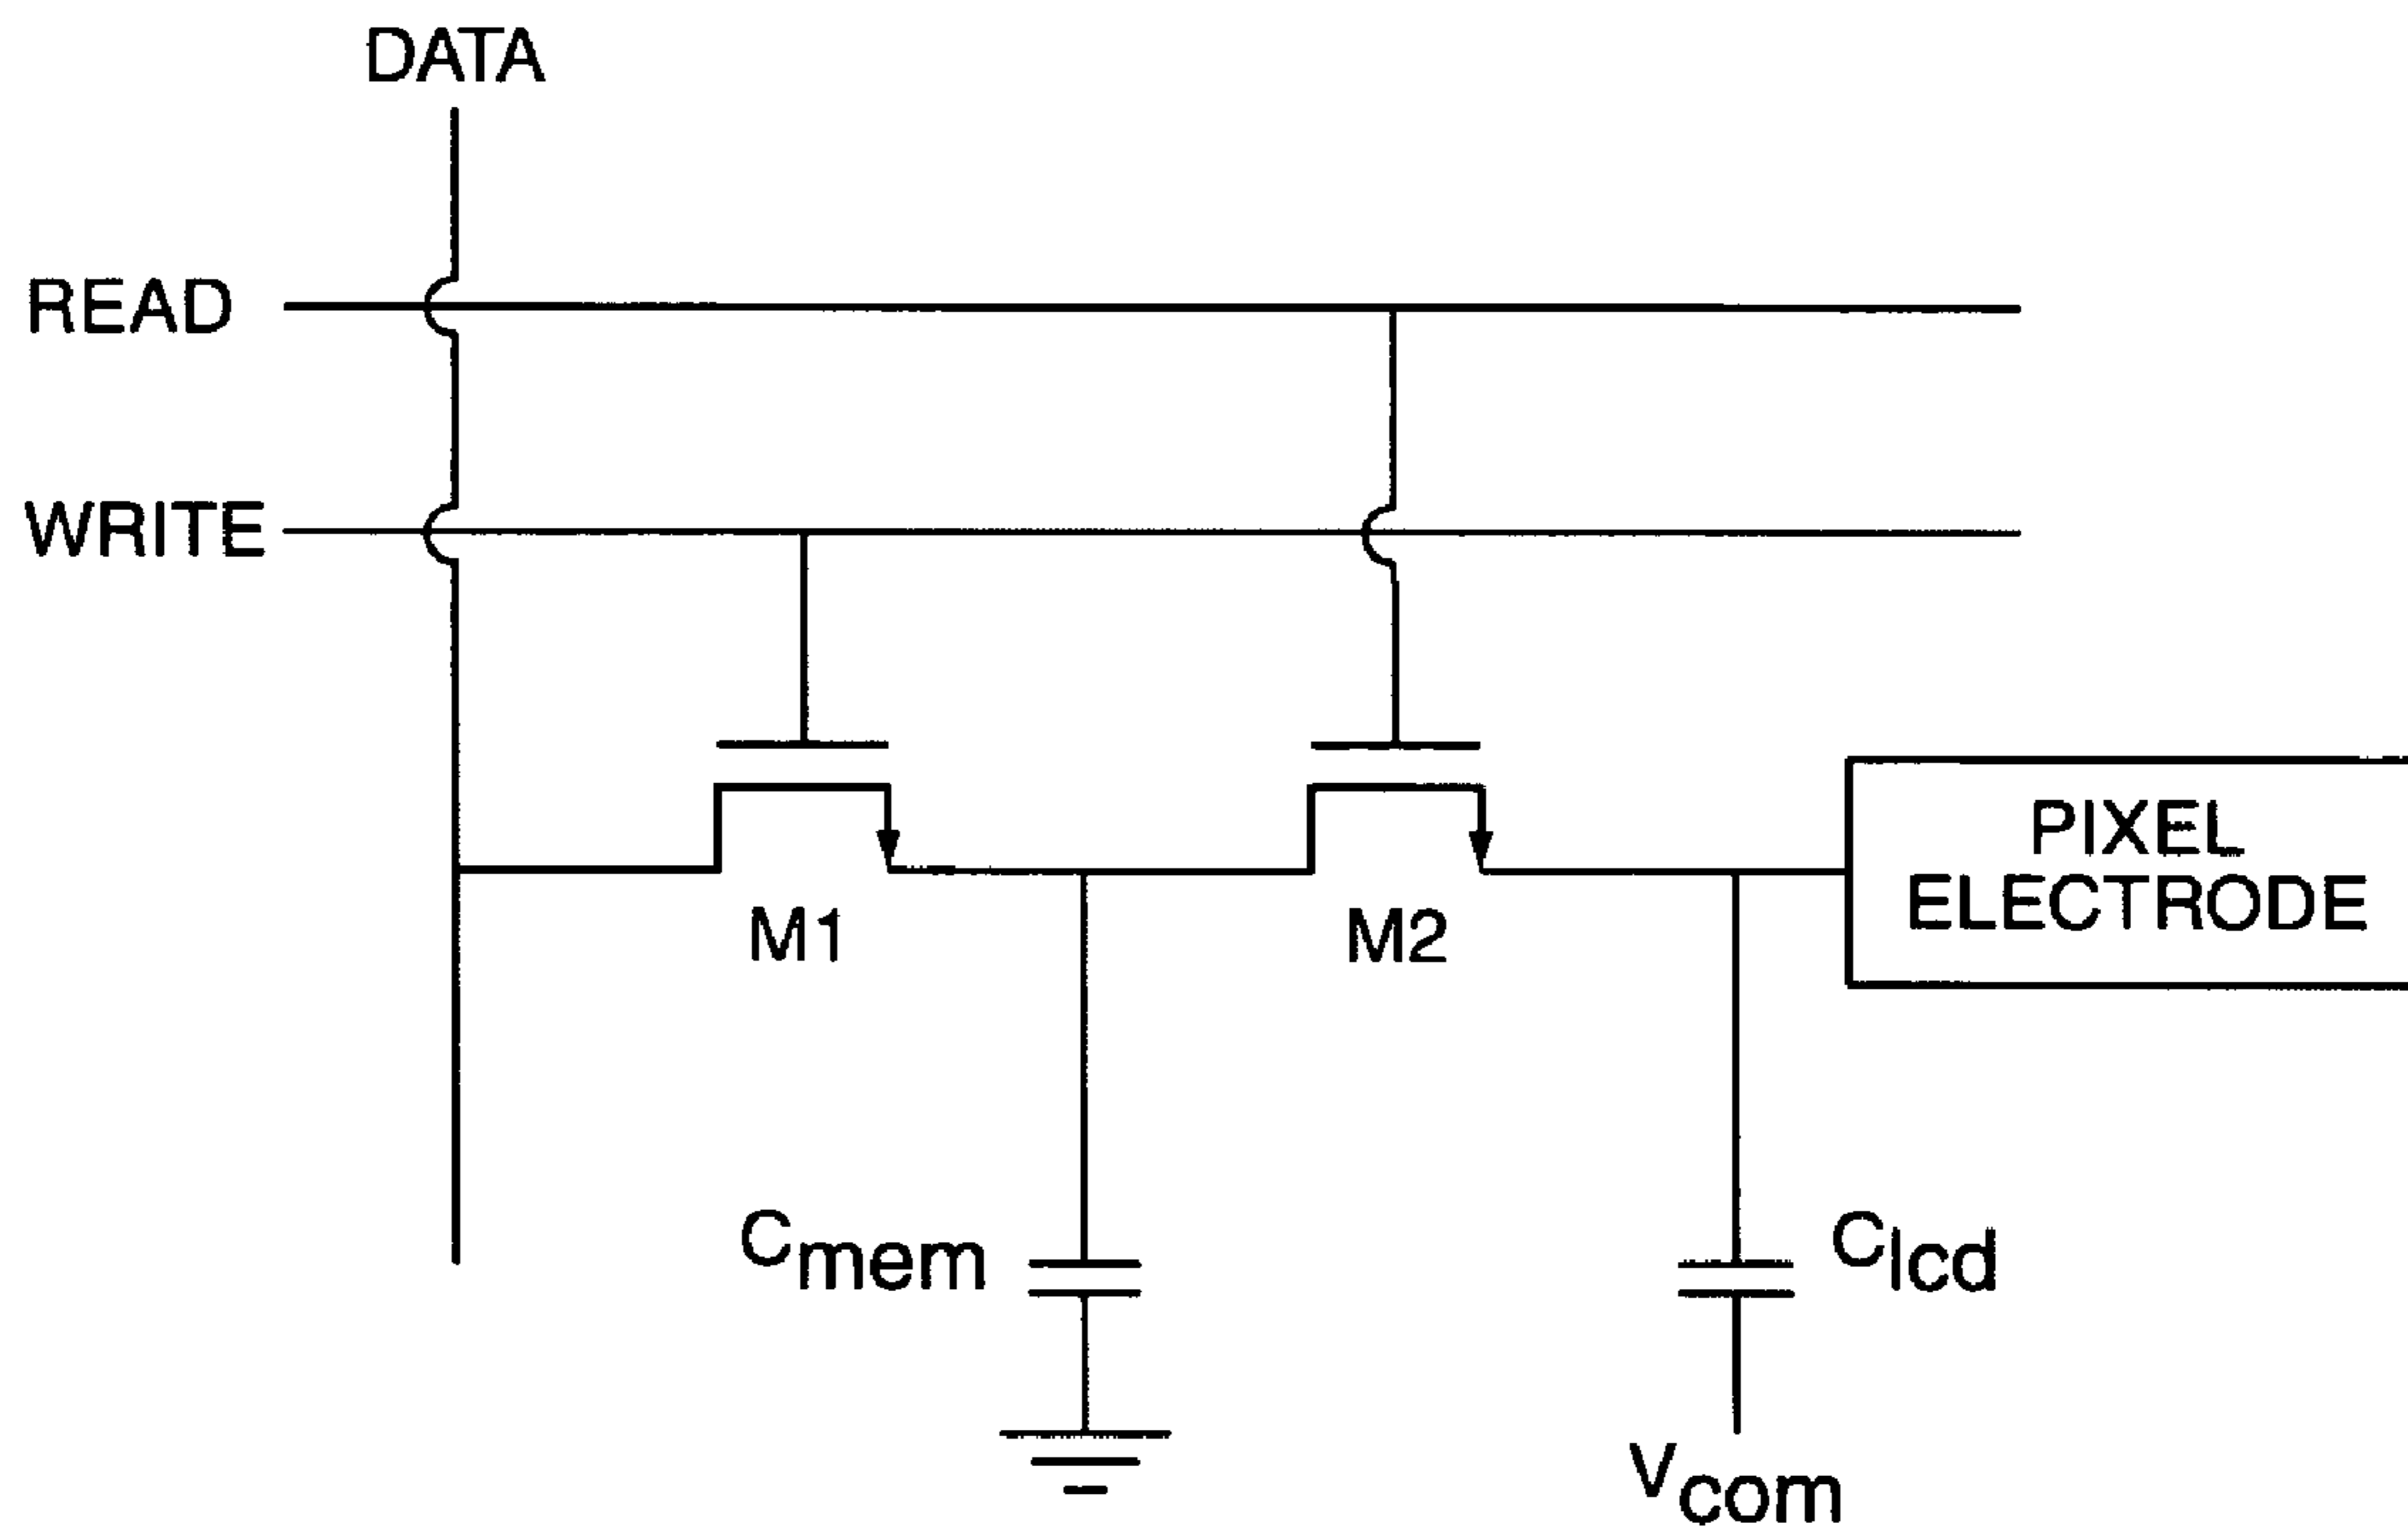 DATA
READ
WRITE
PIXEL
ELECTRODE
M1
M2
Cmem
Clcd
Vcom